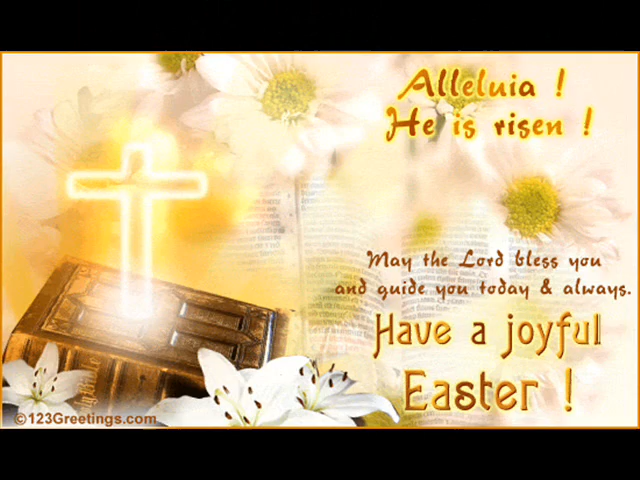 Alleluia !
He is risen !
May the Lord bless you
and guide you today & always.
Have a joyful
Easter !
©123Greetings.com